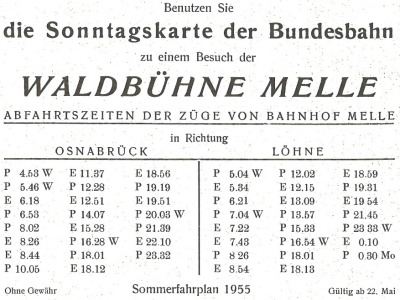 Benutzen Sie
die Sonntagskarte der Bundesbahn
zu einem Besuch der
WALDBÜHNE MELLE
ABFAHRTSZEITEN DER ZÜGE VON BAHNHOF MELLE
in Richtung
OSNABRÜCK LÖHNE
P 4.53 W E 11.37 E 18.56 P 5.04 W P 12.02 E 18.59
P 5.46 W P 12.28 P 19.19 E 5.34 E 12.15 P 19.31
E 6.18 E 12.51 E 19.51 P 6.21 E 13.09 E 19 54
P 6.53 P 14.07 P 20.03 W P 7.04 W P 13.57 P 21.45
P 8.02 E 15.28 P 21.39 E 7.22 P 15.33 P 23 33 W
E 8.26 P 16.28 W E 22.10 E 7.43 P 16.54 W E 0.10
E 8.44 P 18.01 P 23.32 P 8 26 P 18.01 P 0.30 Mo
P 10.05 E 18.12 E 8.54 E 18.13
Ohne Gewähr Sommerfahrplan 1955 Gültig ab 22. Mai